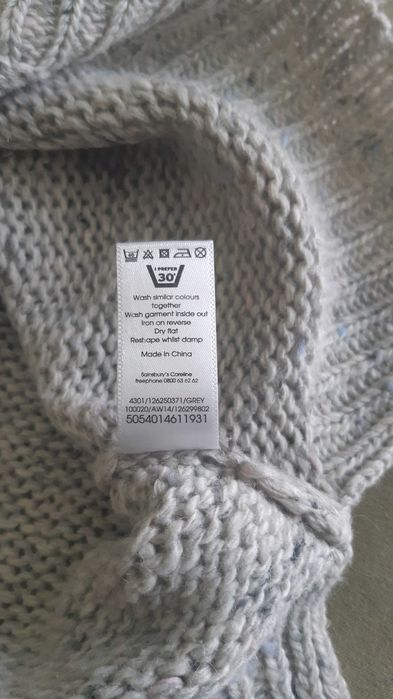 40
I PREFER
30°
Wash similar colours
together
Wash garment inside out
Iron on reverse
Dry flat
Reshape whilst damp
Made in China
Sainsbury's Careline
freephone 0800 63 62 62
4301/126250371/GREY
100020/AW14/126299802
5054014611931